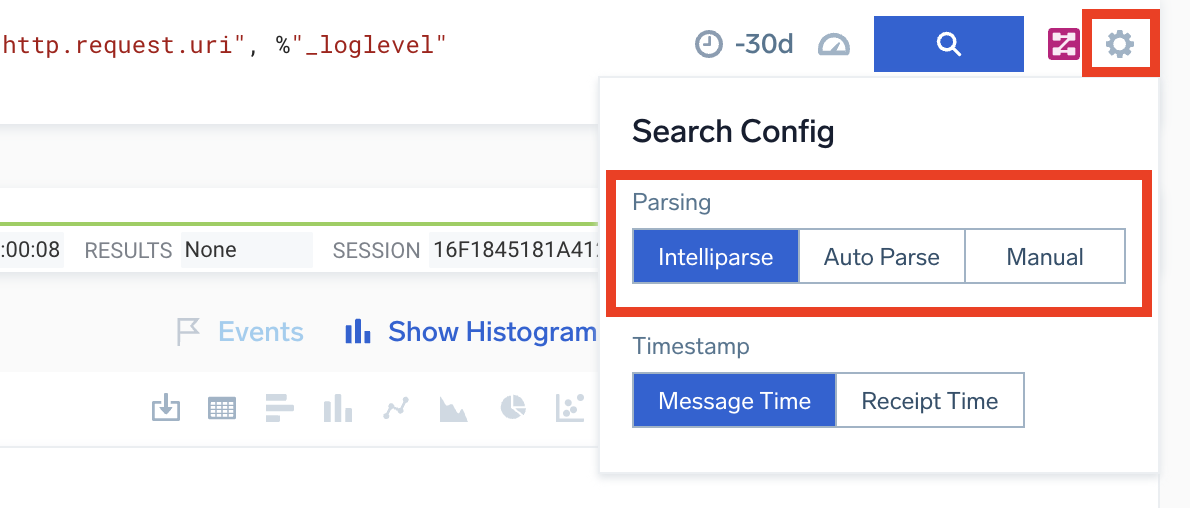 http.request.uri", %"_loglevel"
-30d
Search Config
Parsing
Intelliparse Auto Parse Manual
:00:08 RESULTS None SESSION 16F1845181A41
Events Show Histogram
Timestamp
Message Time Receipt Time